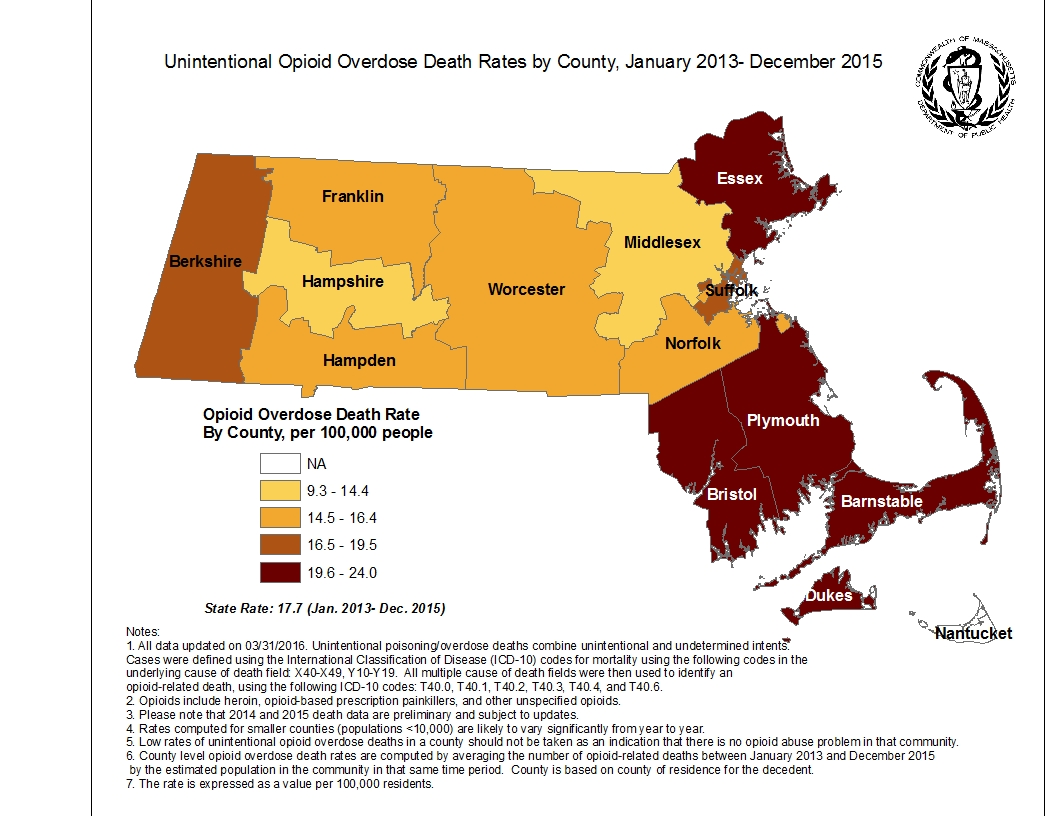 Unintentional Opioid Overdose Death Rates by County, January 2013- December 2015
COMMONWEALTH OF MASSACHUSETTS
DEPARTMENT OF PUBLIC HEALTH
Essex
Franklin
Middlesex
Berkshire
Hampshire
Worcester
Suffolk
Norfolk
Hampden
Plymouth
Bristol
Barnstable
Dukes
Nantucket
Opioid Overdose Death Rate
By County, per 100,000 people
NA
9.3 - 14.4
14.5 - 16.4
16.5 - 19.5
19.6 - 24.0
State Rate: 17.7 (Jan. 2013- Dec. 2015)
Notes:
1. All data updated on 03/31/2016. Unintentional poisoning/overdose deaths combine unintentional and undetermined intents.
Cases were defined using the International Classification of Disease (ICD-10) codes for mortality using the following codes in the
underlying cause of death field: X40-X49, Y10-Y19. All multiple cause of death fields were then used to identify an
opioid-related death, using the following ICD-10 codes: T40.0, T40.1, T40.2, T40.3, T40.4, and T40.6.
2. Opioids include heroin, opioid-based prescription painkillers, and other unspecified opioids.
3. Please note that 2014 and 2015 death data are preliminary and subject to updates.
4. Rates computed for smaller counties (populations <10,000) are likely to vary significantly from year to year.
5. Low rates of unintentional opioid overdose deaths in a county should not be taken as an indication that there is no opioid abuse problem in that community.
6. County level opioid overdose death rates are computed by averaging the number of opioid-related deaths between January 2013 and December 2015
by the estimated population in the community in that same time period. County is based on county of residence for the decedent.
7. The rate is expressed as a value per 100,000 residents.